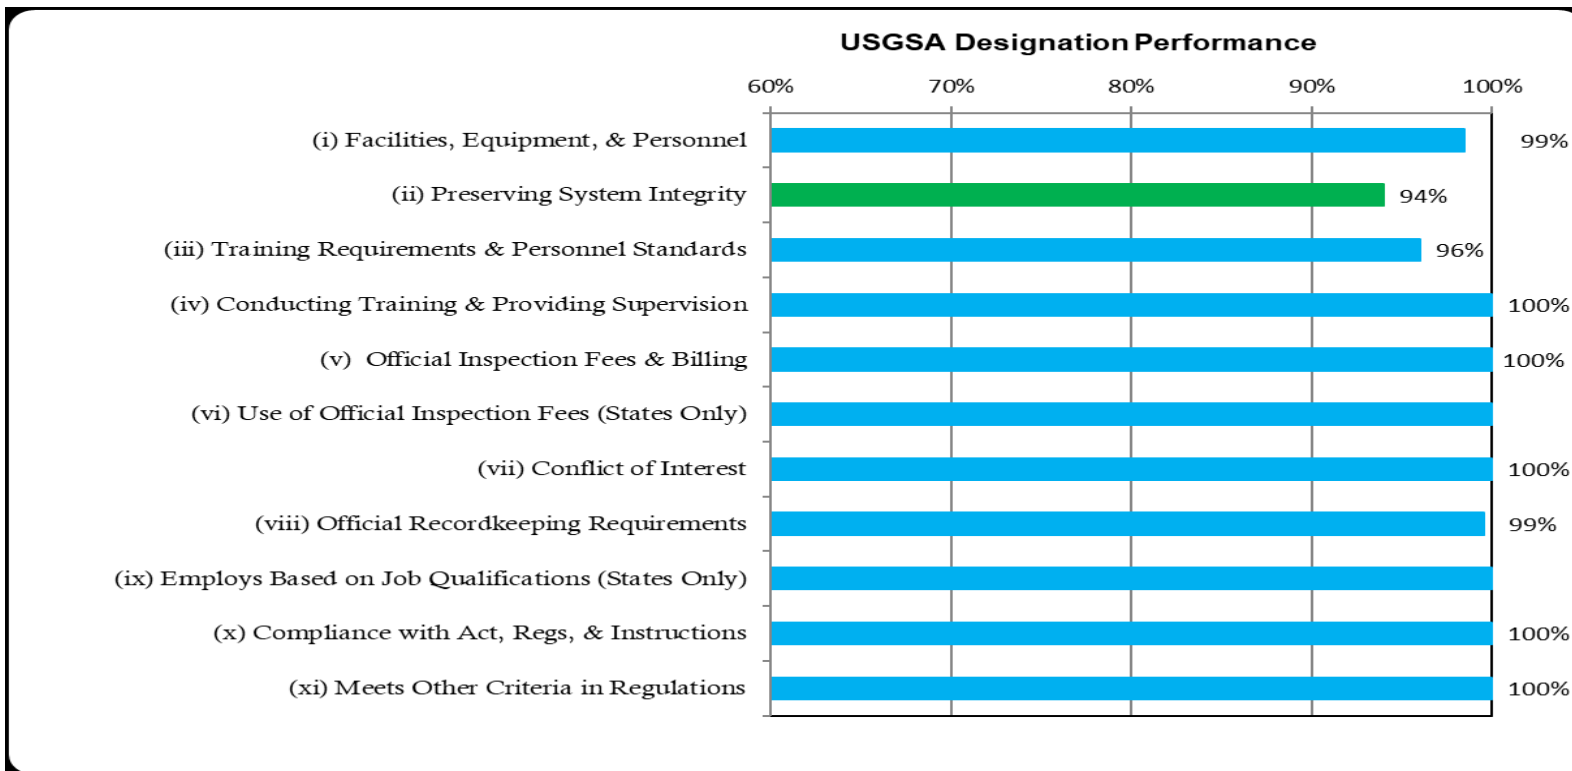 USGSA Designation Performance
60% 70% 80% 90% 100%
(i) Facilities, Equipment, & Personnel 99%
(ii) Preserving System Integrity 94%
(iii) Training Requirements & Personnel Standards 96%
(iv) Conducting Training & Providing Supervision 100%
(v) Official Inspection Fees & Billing 100%
(vi) Use of Official Inspection Fees (States Only)
(vii) Conflict of Interest 100%
(viii) Official Recordkeeping Requirements 99%
(ix) Employs Based on Job Qualifications (States Only)
(x) Compliance with Act, Regs, & Instructions 100%
(xi) Meets Other Criteria in Regulations 100%